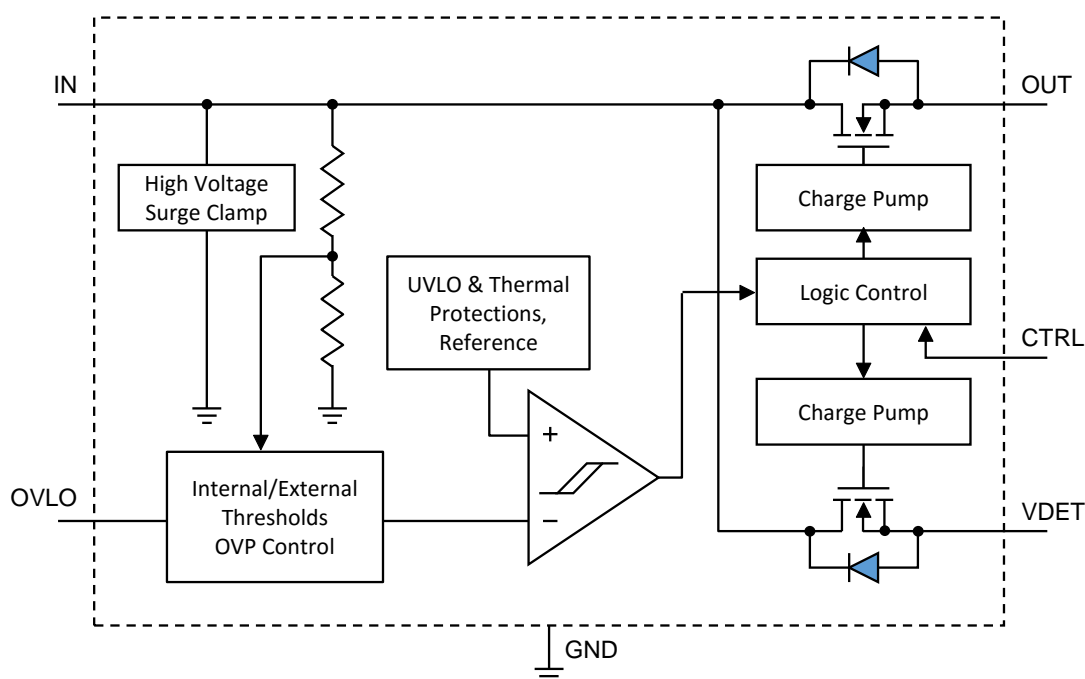 IN
OUT
High Voltage
Surge Clamp
Charge Pump
UVLO & Thermal
Protections,
Reference
Logic Control
CTRL
Charge Pump
+
OVLO
Internal/External
Thresholds
OVP Control
−
VDET
GND